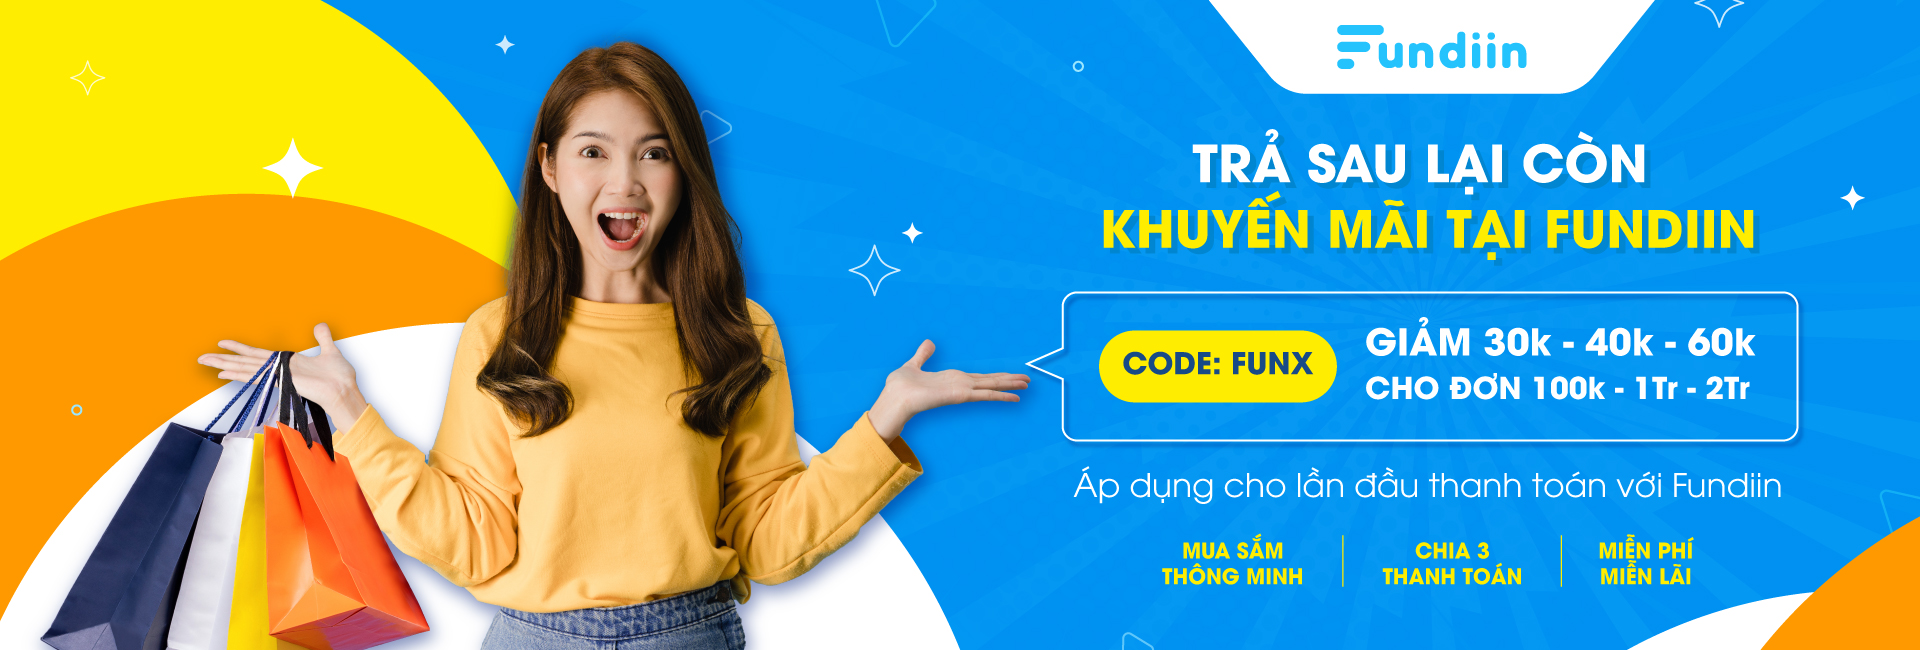 Fundiin
TRẢ SAU LẠI CÒN
KHUYẾN MÃI TẠI FUNDIIN
CODE: FUNX
GIẢM 30k - 40k - 60k
CHO ĐƠN 100k - 1Tr - 2Tr
Áp dụng cho lần đầu thanh toán với Fundiin
MUA SẮM
THÔNG MINH
CHIA 3
THANH TOÁN
MIỄN PHÍ
MIỄN LÃI